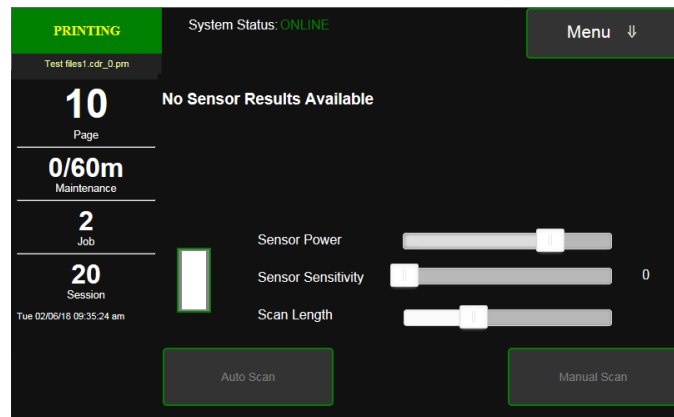 PRINTING
Test files1.cdr_0.prn
System Status: ONLINE
Menu ⇓
10
Page
0/60m
Maintenance
2
Job
20
Session
Tue 02/06/18 09:35:24 am
No Sensor Results Available
Sensor Power
Sensor Sensitivity 0
Scan Length
Auto Scan
Manual Scan